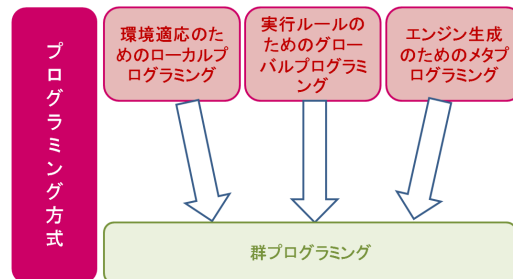 プログラミング方式
環境適応のた
めのローカルプ
ログラミング
実行ルールの
ためのグロー
バルプログラミ
ング
エンジン生成
のためのメタプ
ログラミング
群プログラミング